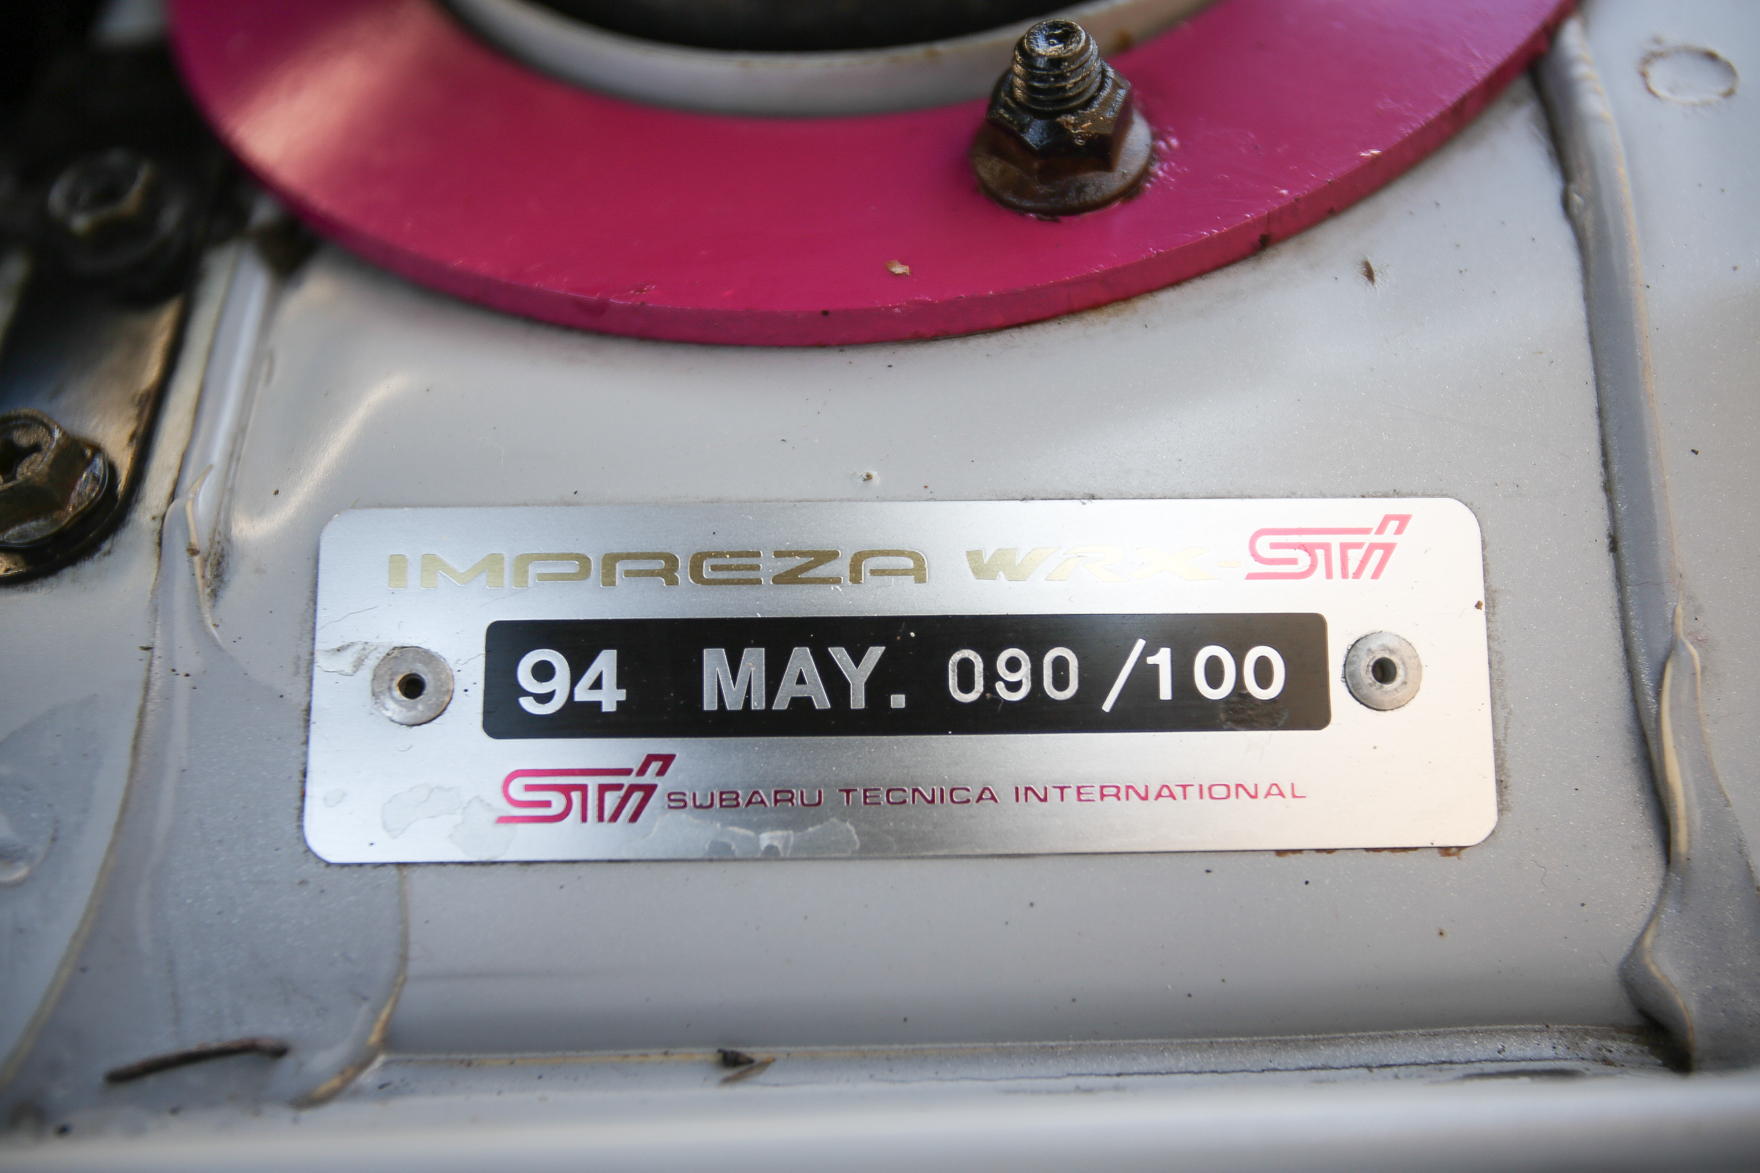 IMPREZA WRX-STi
94 MAY. 090/100
STi SUBARU TECNICA INTERNATIONAL